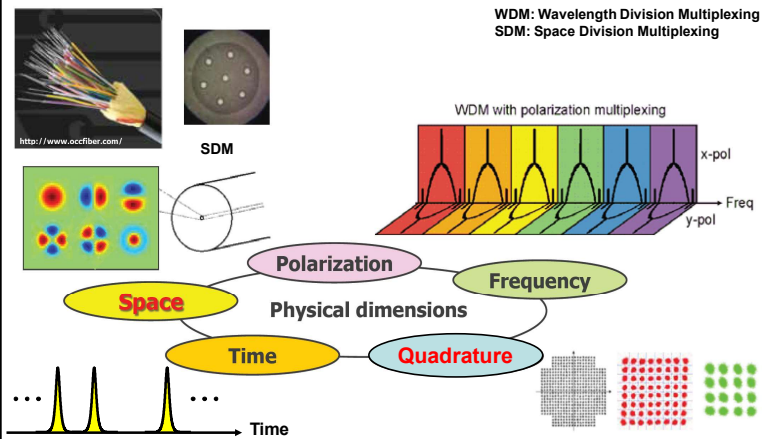 WDM: Wavelength Division Multiplexing
SDM: Space Division Multiplexing
http://www.occfiber.com/
SDM
WDM with polarization multiplexing
x-pol
Freq
y-pol
Polarization
Frequency
Space
Physical dimensions
Time
Quadrature
Time